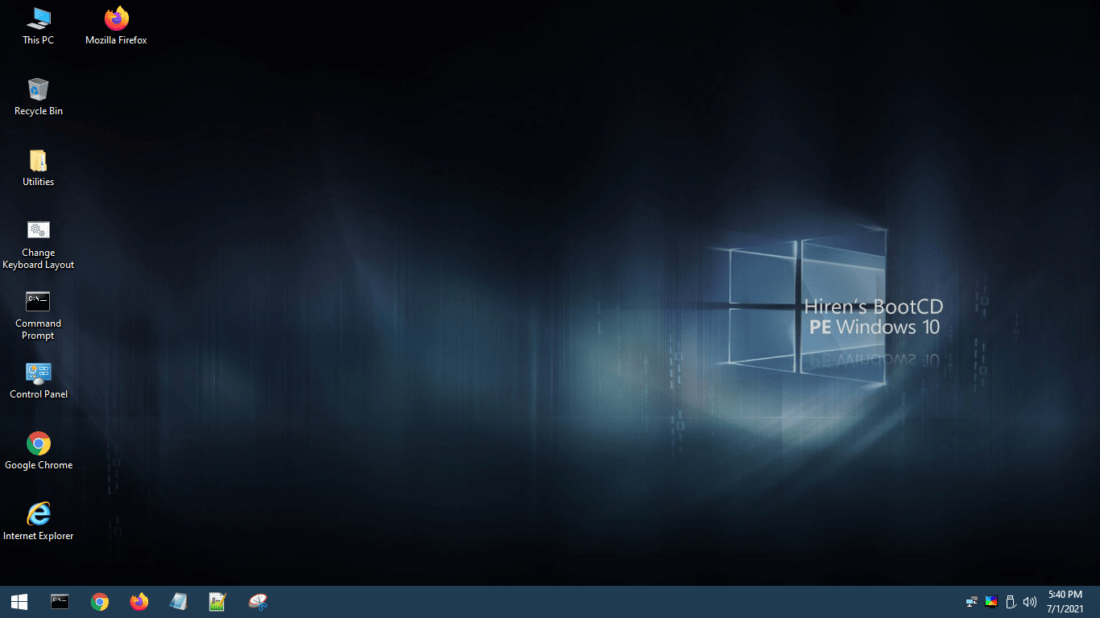 This PC
Mozilla Firefox
Recycle Bin
Utilities
Change
Keyboard Layout
Command
Prompt
Control Panel
Google Chrome
Internet Explorer
Hiren's BootCD
PE Windows 10
5:40 PM
7/1/2021